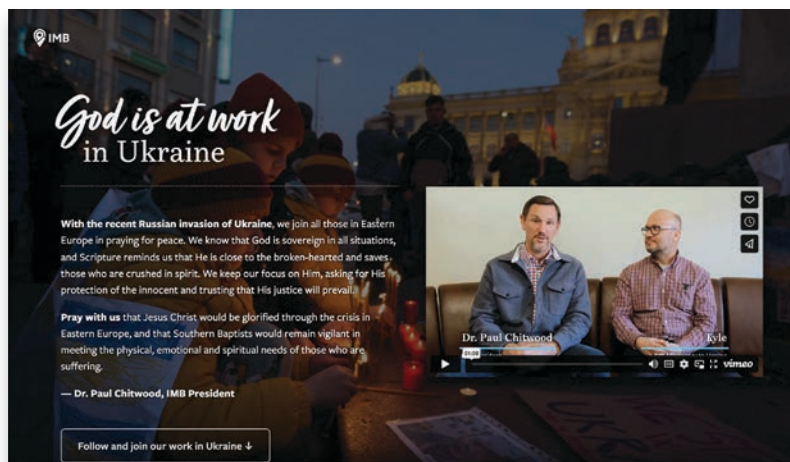 IMB
God is at work
in Ukraine
With the recent Russian invasion of Ukraine, we join all those in Eastern
Europe in praying for peace. We know that God is sovereign in all situations,
and Scripture reminds us that He is close to the broken-hearted and saves
those who are crushed in spirit. We keep our focus on Him, asking for His
protection of the innocent and trusting that His justice will prevail.
Pray with us that Jesus Christ would be glorified through the crisis in
Eastern Europe, and that Southern Baptists would remain vigilant in
meeting the physical, emotional and spiritual needs of those who are
suffering.
— Dr. Paul Chitwood, IMB President
Follow and join our work in Ukraine ↓
Dr. Paul Chitwood
Kyle
01:08
vimeo